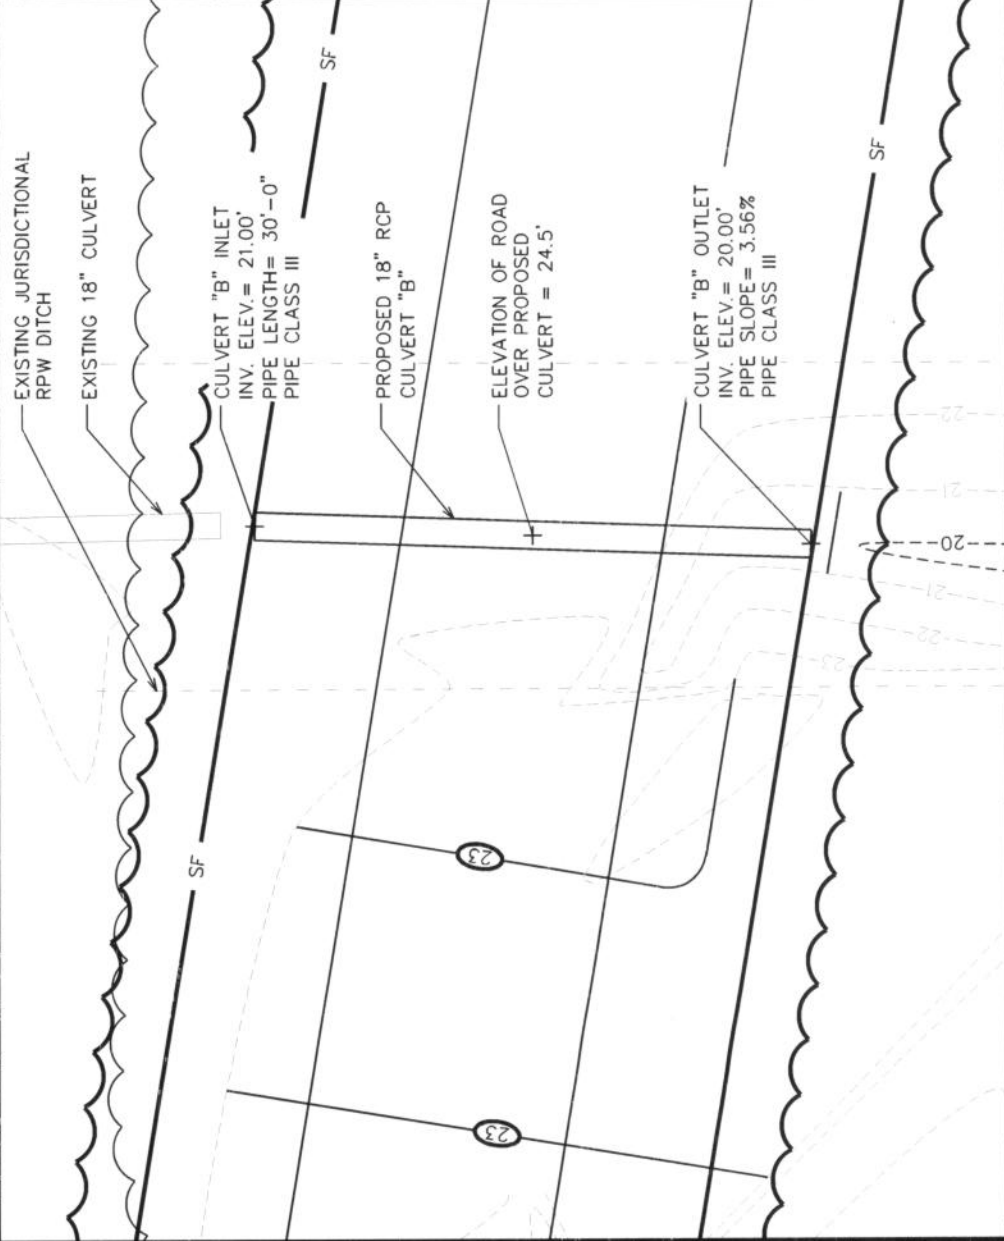 EXISTING JURISDICTIONAL
RPW DITCH
EXISTING 18" CULVERT
CULVERT "B" INLET
INV. ELEV.= 21.00'
PIPE LENGTH= 30'-0"
PIPE CLASS III
PROPOSED 18" RCP
CULVERT "B"
ELEVATION OF ROAD
OVER PROPOSED
CULVERT = 24.5'
CULVERT "B" OUTLET
INV. ELEV.= 20.00'
PIPE SLOPE= 3.56%
PIPE CLASS III
SF
SF
SF
22
21
20
21
22
23
23
23